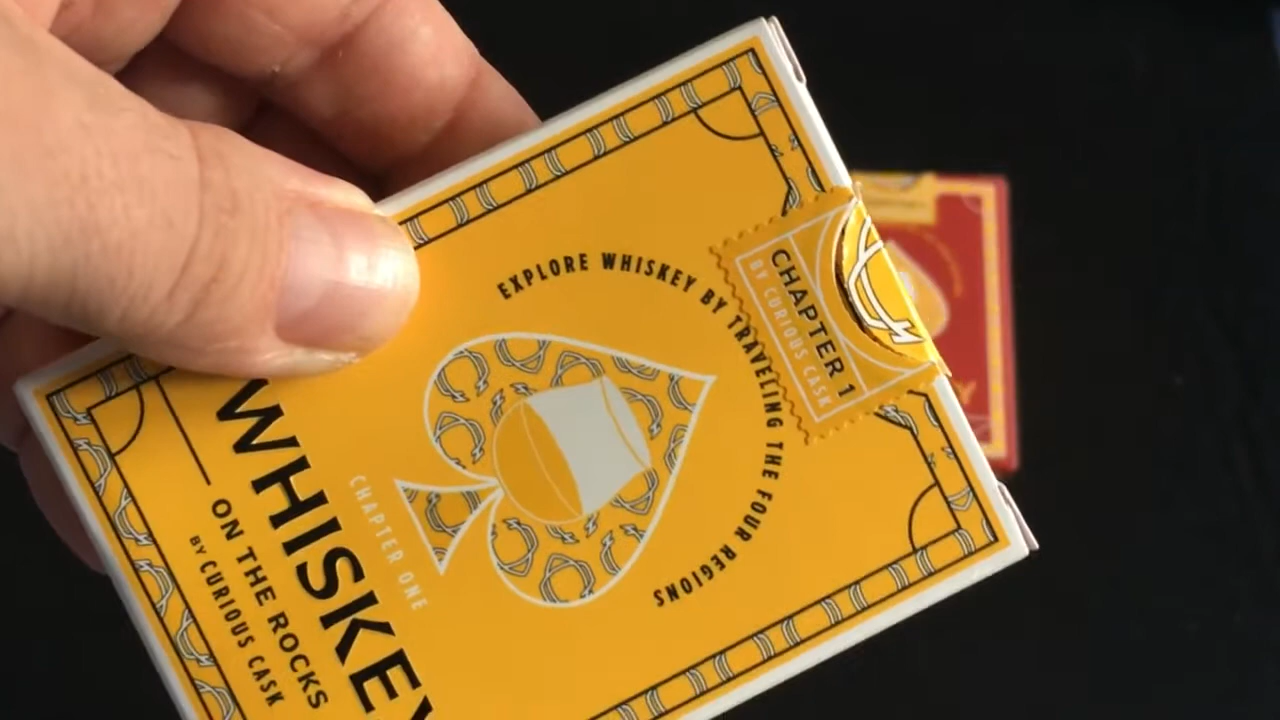 CHAPTER 1
BY CURIOUS CASK
EXPLORE WHISKEY BY TRAVELING THE FOUR REGIONS
CHAPTER ONE
WHISKEY
ON THE ROCKS
BY CURIOUS CASK